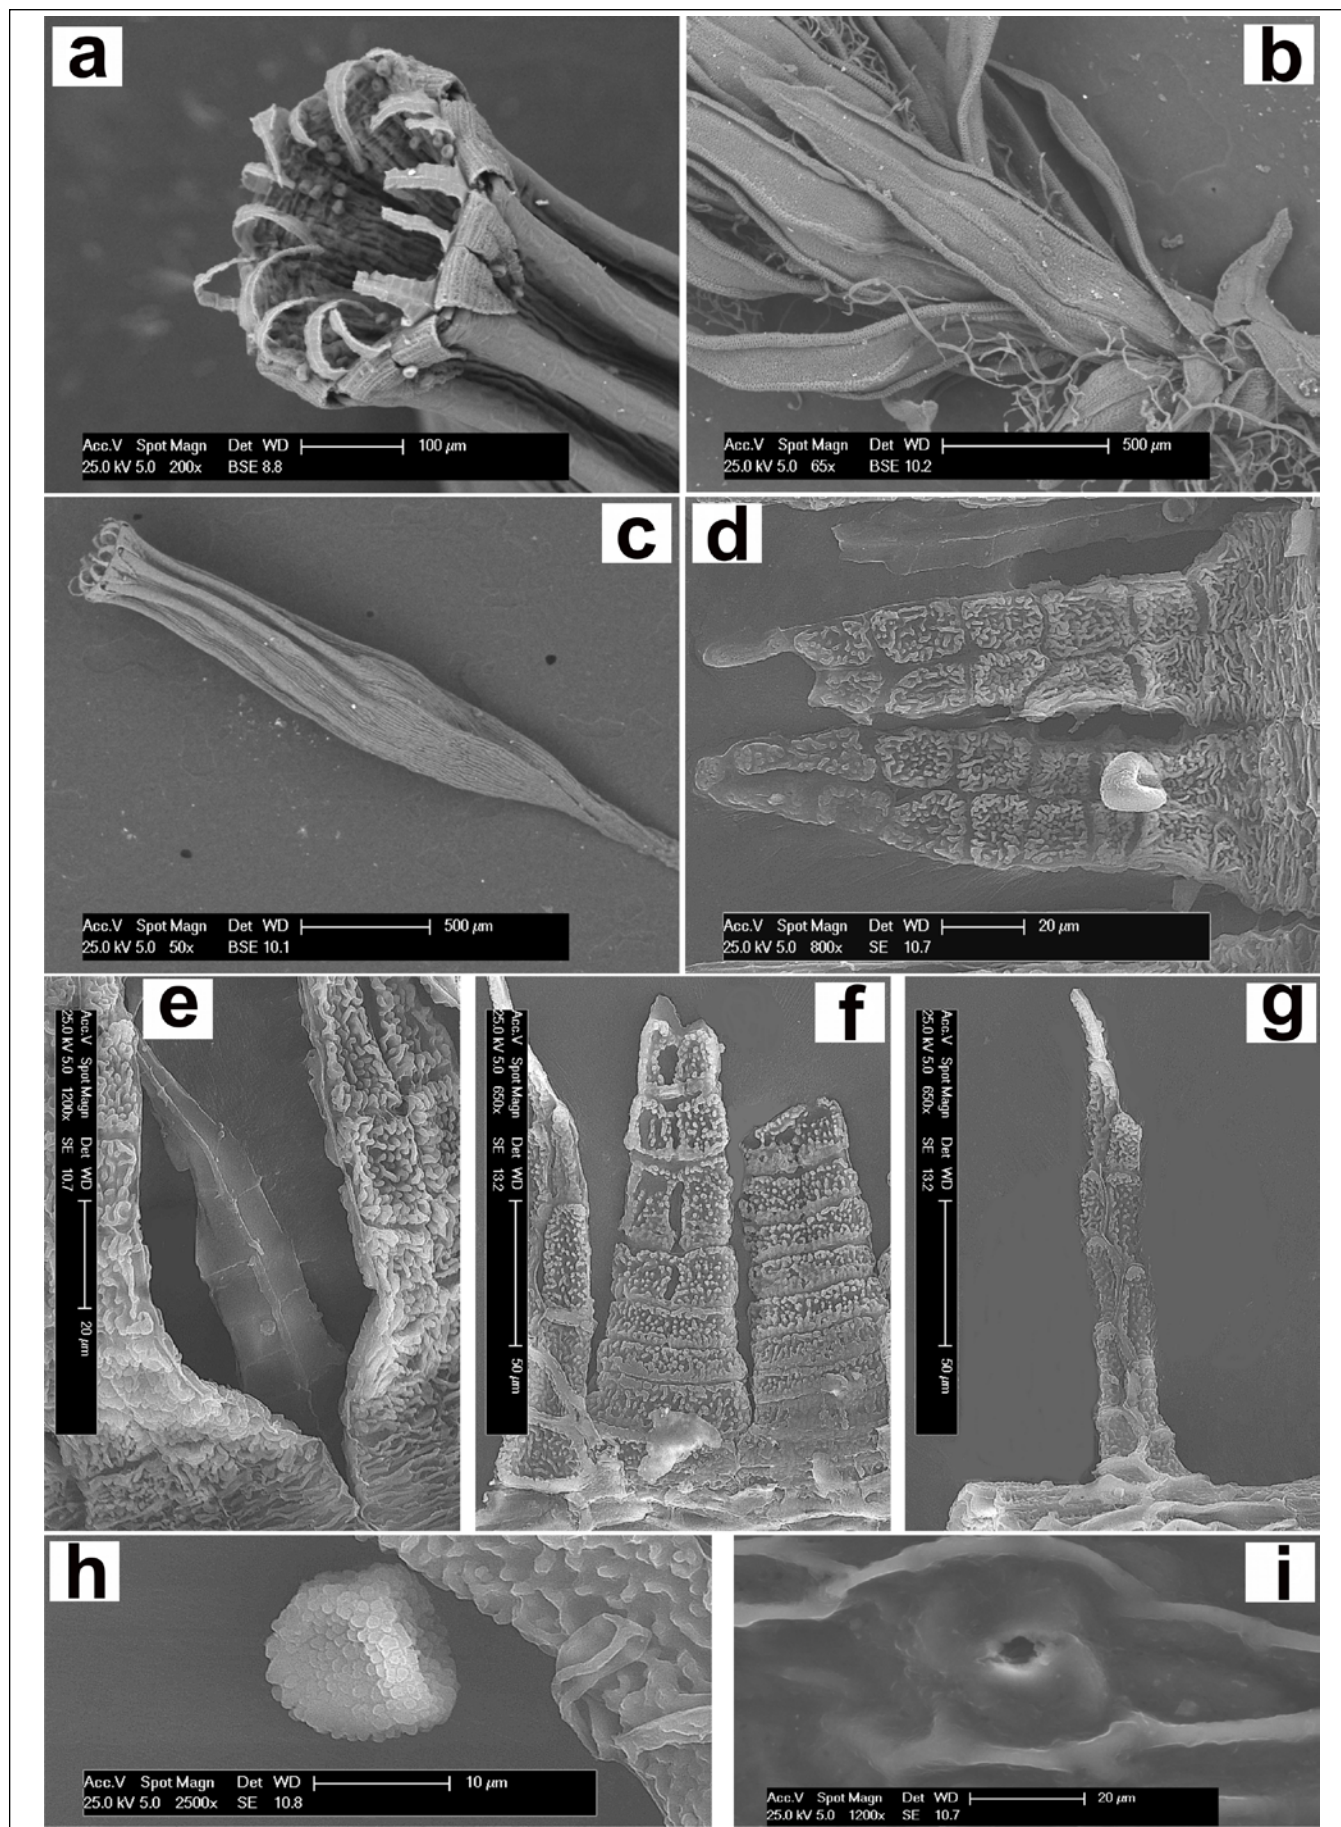 a
Acc.V Spot Magn Det WD 100 µm
25.0 kV 5.0 200x BSE 8.8
b
Acc.V Spot Magn Det WD 500 µm
25.0 kV 5.0 65x BSE 10.2
c
Acc.V Spot Magn Det WD 500 µm
25.0 kV 5.0 50x BSE 10.1
d
Acc.V Spot Magn Det WD 20 µm
25.0 kV 5.0 800x SE 10.7
e
Acc.V Spot Magn Det WD 20 µm
25.0 kV 5.0 1200x SE 10.7
f
Acc.V Spot Magn Det WD 50 µm
25.0 kV 5.0 650x SE 13.2
g
Acc.V Spot Magn Det WD 50 µm
25.0 kV 5.0 650x SE 13.2
h
Acc.V Spot Magn Det WD 10 µm
25.0 kV 5.0 2500x SE 10.8
i
Acc.V Spot Magn Det WD 20 µm
25.0 kV 5.0 1200x SE 10.7